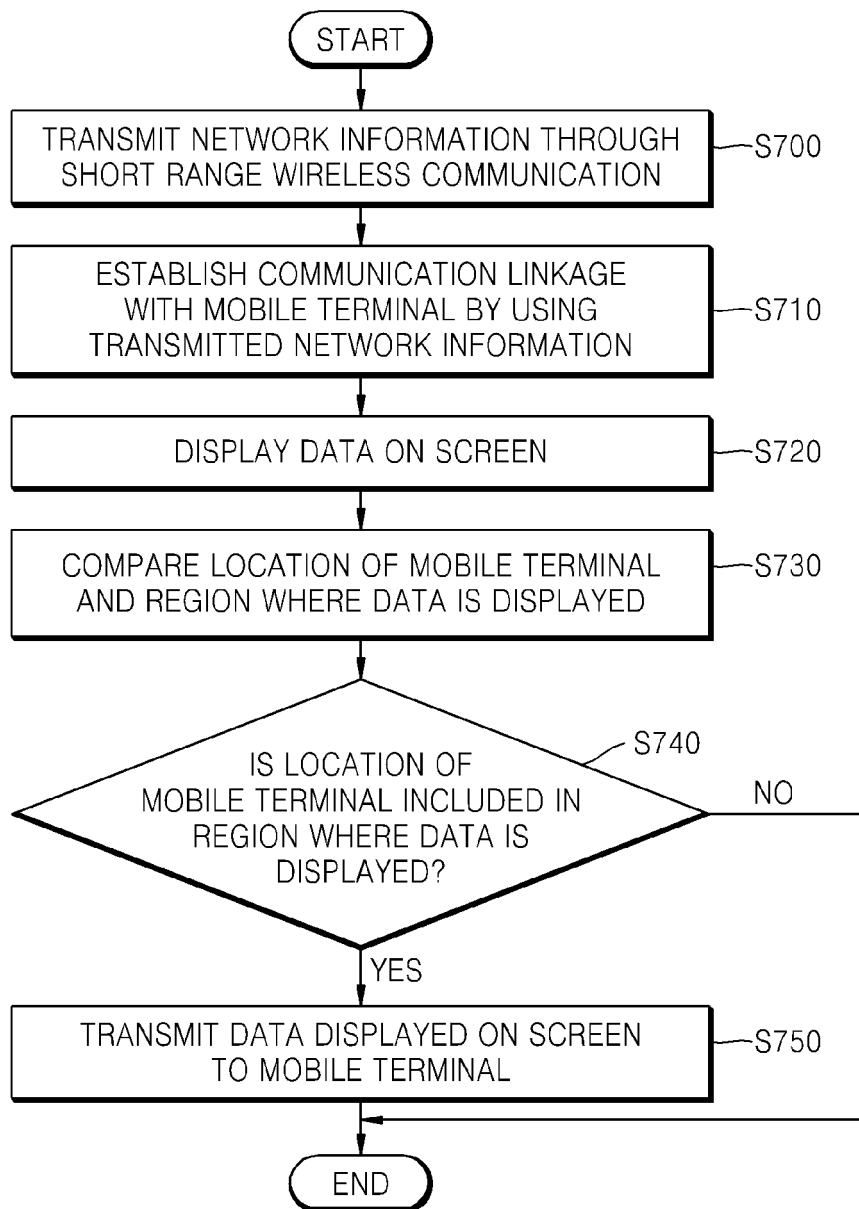 START
TRANSMIT NETWORK INFORMATION THROUGH
SHORT RANGE WIRELESS COMMUNICATION
S700
ESTABLISH COMMUNICATION LINKAGE
WITH MOBILE TERMINAL BY USING
TRANSMITTED NETWORK INFORMATION
S710
DISPLAY DATA ON SCREEN
S720
COMPARE LOCATION OF MOBILE TERMINAL
AND REGION WHERE DATA IS DISPLAYED
S730
S740
IS LOCATION OF
MOBILE TERMINAL INCLUDED IN
REGION WHERE DATA IS
DISPLAYED?
NO
YES
TRANSMIT DATA DISPLAYED ON SCREEN
TO MOBILE TERMINAL
S750
END